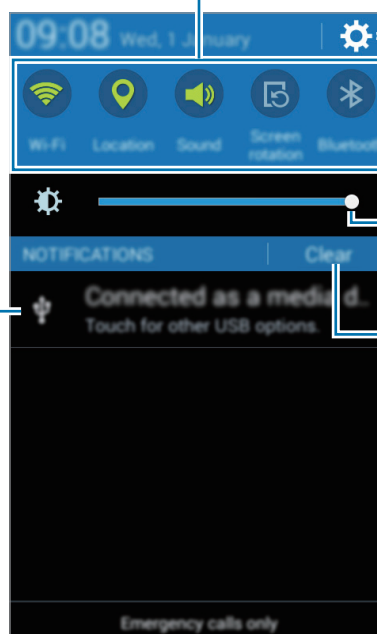 09:08 Wed, 1 January
Wi-Fi Location Sound Screen rotation Bluetoot
NOTIFICATIONS Clear
Connected as a media d..
Touch for other USB options.
Emergency calls only